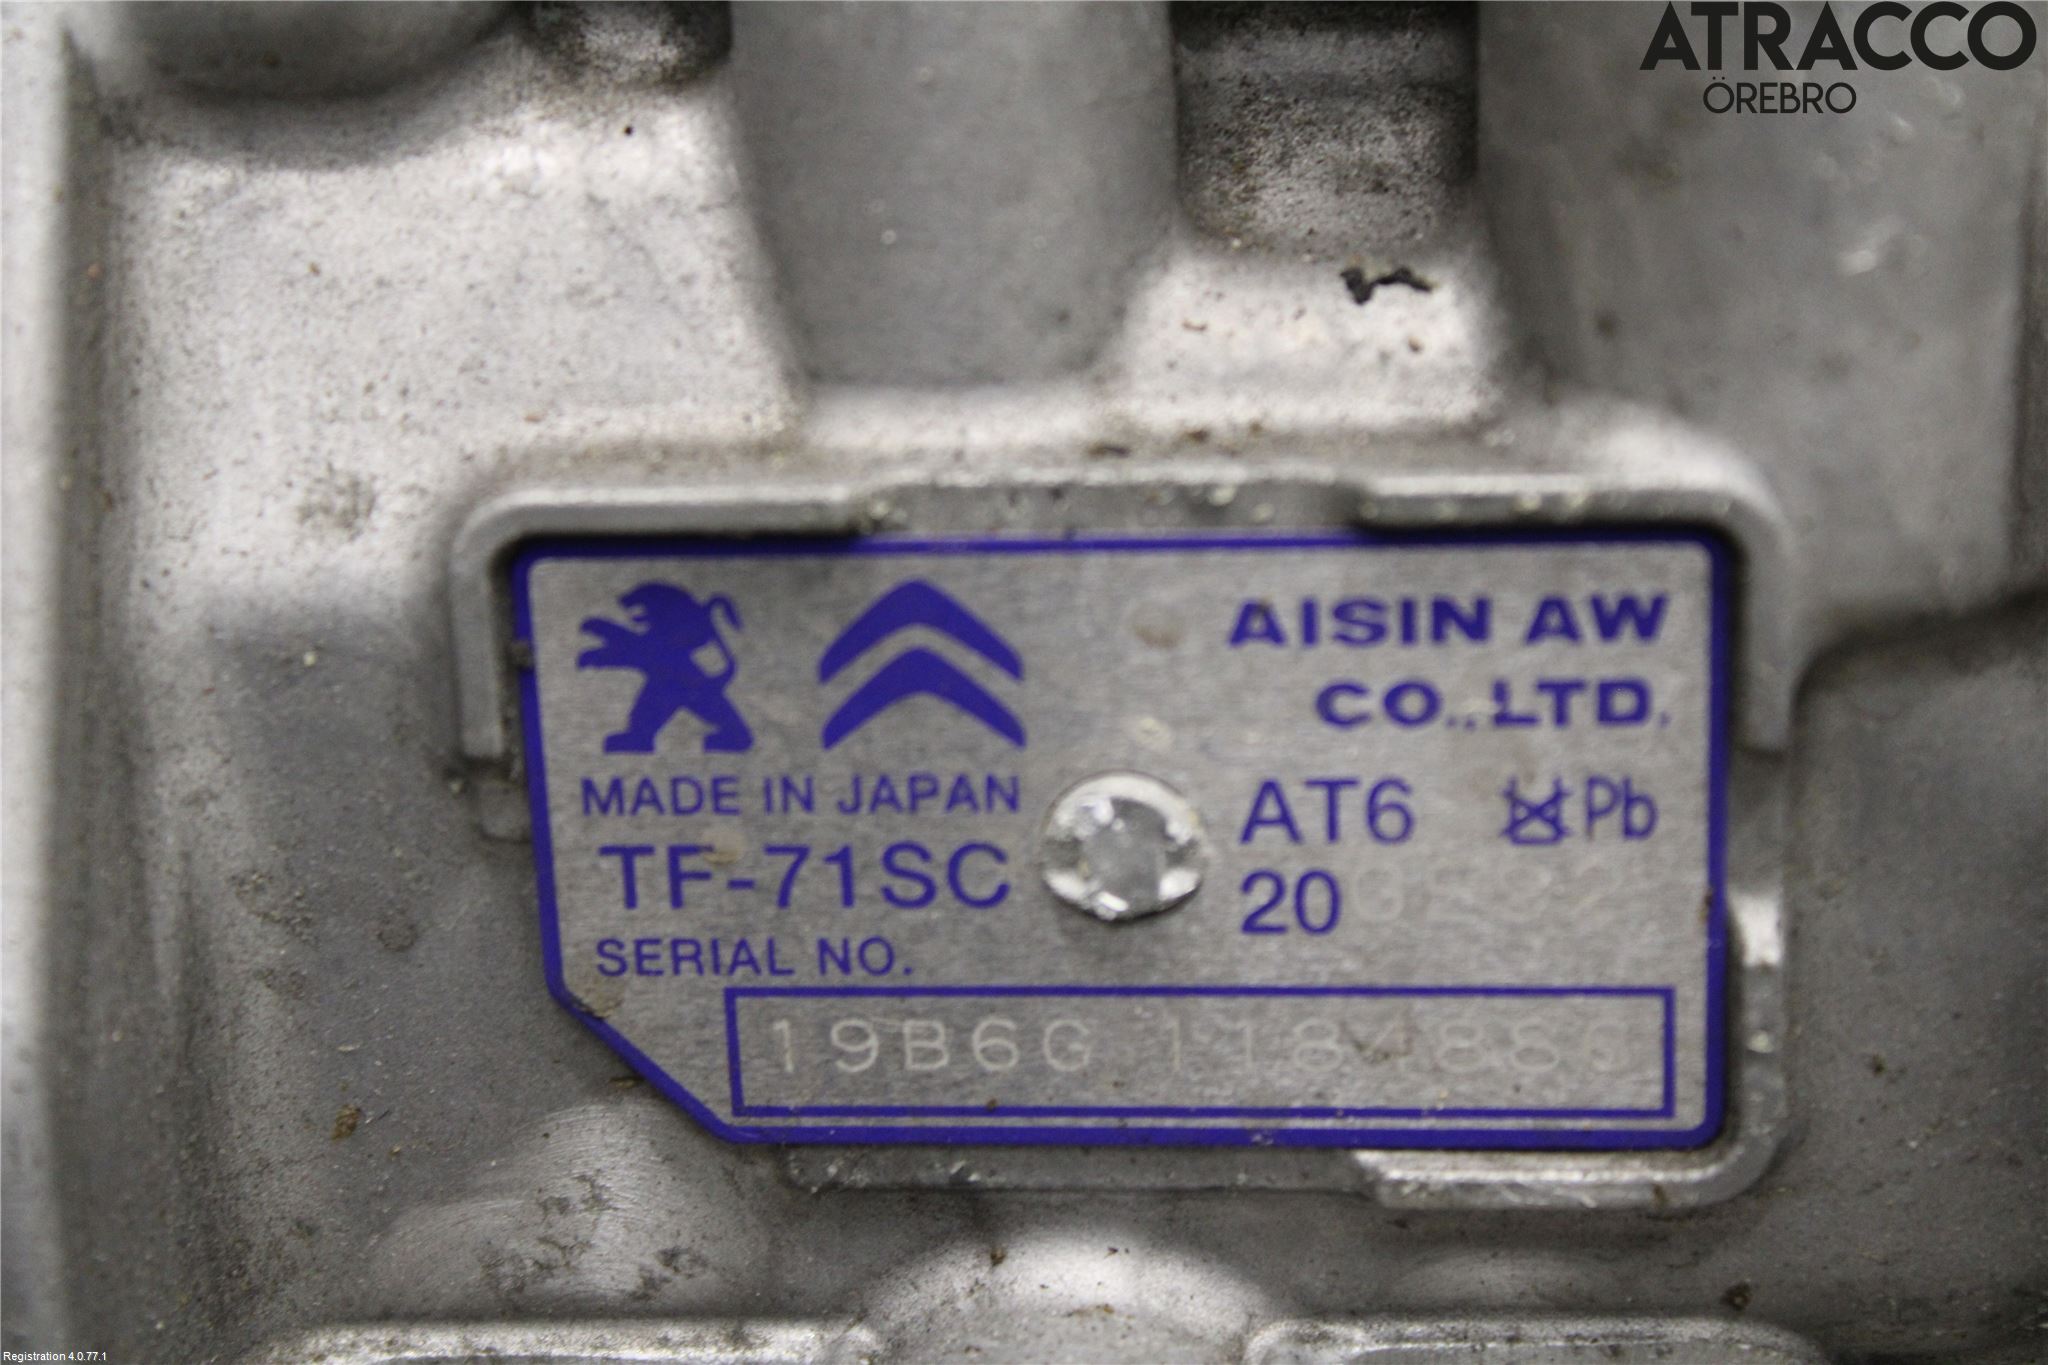 ATRACCO
ÖREBRO
AISIN AW
CO.,LTD.
MADE IN JAPAN
AT6 Pb
TF-71SC
20
SERIAL NO.
19B6G
Registration 4.0.77.1